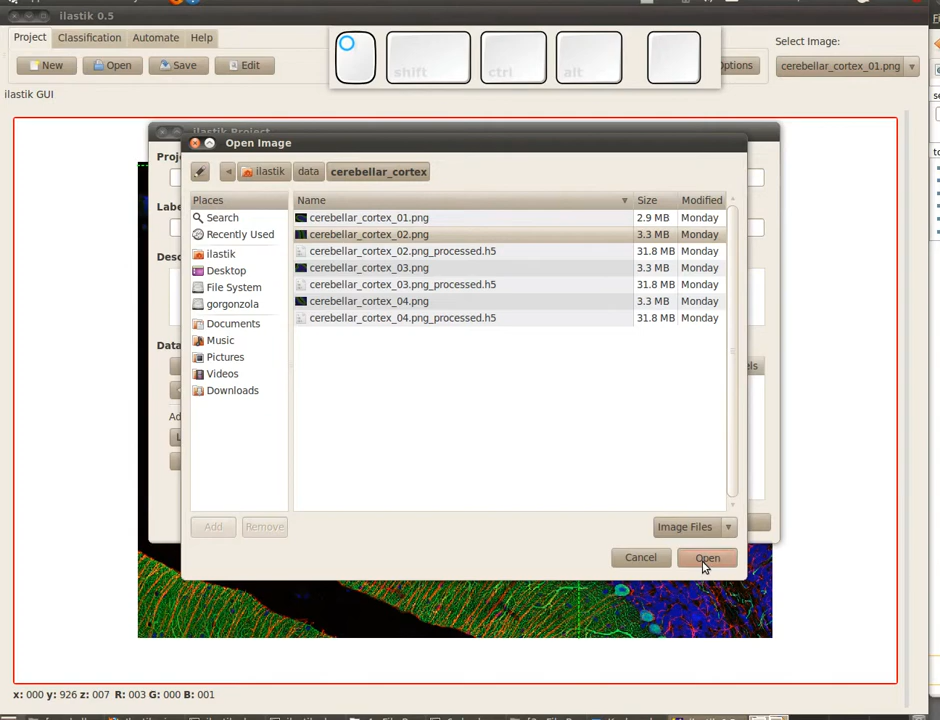 ilastik 0.5
Project Classification Automate Help
New Open Save Edit Options
shift ctrl alt
Select Image:
cerebellar_cortex_01.png
ilastik GUI
ilastik Project
Open Image
ilastik data cerebellar_cortex
Places
Search
Recently Used
ilastik
Desktop
File System
gorgonzola
Documents
Music
Pictures
Videos
Downloads
Name Size Modified
cerebellar_cortex_01.png 2.9 MB Monday
cerebellar_cortex_02.png 3.3 MB Monday
cerebellar_cortex_02.png_processed.h5 31.8 MB Monday
cerebellar_cortex_03.png 3.3 MB Monday
cerebellar_cortex_03.png_processed.h5 31.8 MB Monday
cerebellar_cortex_04.png 3.3 MB Monday
cerebellar_cortex_04.png_processed.h5 31.8 MB Monday
Add Remove
Image Files
Cancel Open
x: 000 y: 926 z: 007 R: 003 G: 000 B: 001